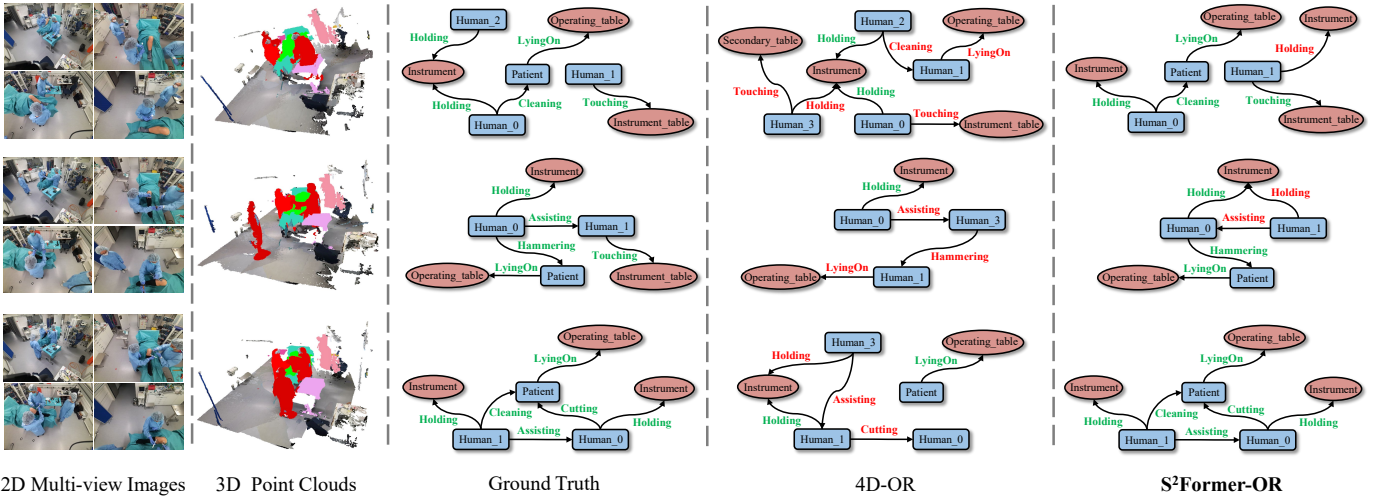 Human_2
Operating_table
Holding
LyingOn
Instrument
Patient
Human_1
Holding
Cleaning
Touching
Human_0
Instrument_table
Human_2
Operating_table
Secondary_table
Holding
Cleaning
LyingOn
Instrument
Human_1
Touching
Holding
Holding
Human_3
Human_0
Touching
Instrument_table
Operating_table
Instrument
LyingOn
Holding
Instrument
Patient
Human_1
Holding
Cleaning
Touching
Human_0
Instrument_table
Instrument
Holding
Human_0
Assisting
Human_1
Hammering
Touching
Operating_table
LyingOn
Patient
Instrument_table
Instrument
Holding
Human_0
Assisting
Human_3
Hammering
Operating_table
LyingOn
Human_1
Instrument
Holding
Holding
Human_0
Assisting
Human_1
Hammering
Operating_table
LyingOn
Patient
Operating_table
LyingOn
Instrument
Patient
Instrument
Holding
Cleaning
Cutting
Holding
Human_1
Assisting
Human_0
Human_3
Operating_table
Holding
LyingOn
Instrument
Patient
Assisting
Holding
Human_1
Cutting
Human_0
Operating_table
LyingOn
Instrument
Patient
Instrument
Holding
Cleaning
Cutting
Holding
Human_1
Assisting
Human_0
2D Multi-view Images
3D Point Clouds
Ground Truth
4D-OR
S²Former-OR